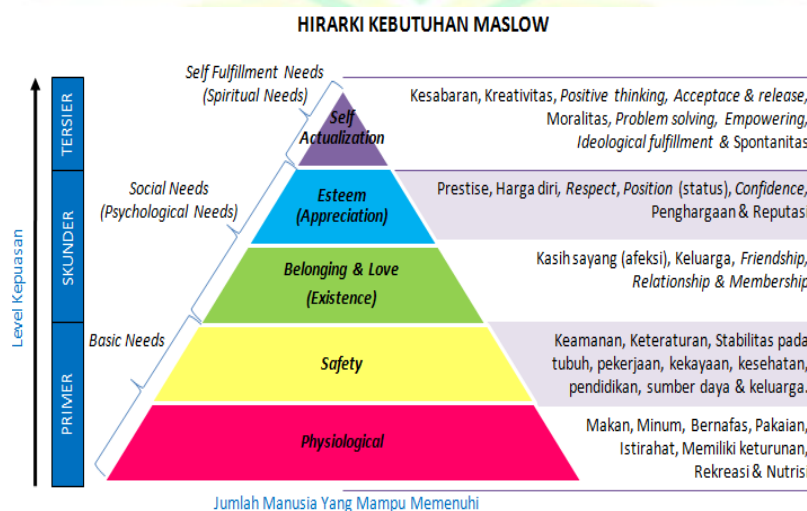 HIRARKI KEBUTUHAN MASLOW
Self Fulfillment Needs
(Spiritual Needs)
Social Needs
(Psychological Needs)
Basic Needs
Level Kepuasan
TERSIER
SKUNDER
PRIMER
Self
Actualization
Esteem
(Appreciation)
Belonging & Love
(Existence)
Safety
Physiological
Kesabaran, Kreativitas, Positive thinking, Acceptace & release,
Moralitas, Problem solving, Empowering,
Ideological fulfillment & Spontanitas
Prestise, Harga diri, Respect, Position (status), Confidence,
Penghargaan & Reputasi
Kasih sayang (afeksi), Keluarga, Friendship,
Relationship & Membership
Keamanan, Keteraturan, Stabilitas pada
tubuh, pekerjaan, kekayaan, kesehatan,
pendidikan, sumber daya & keluarga.
Makan, Minum, Bernafas, Pakaian,
Istirahat, Memiliki keturunan,
Rekreasi & Nutrisi
Jumlah Manusia Yang Mampu Memenuhi